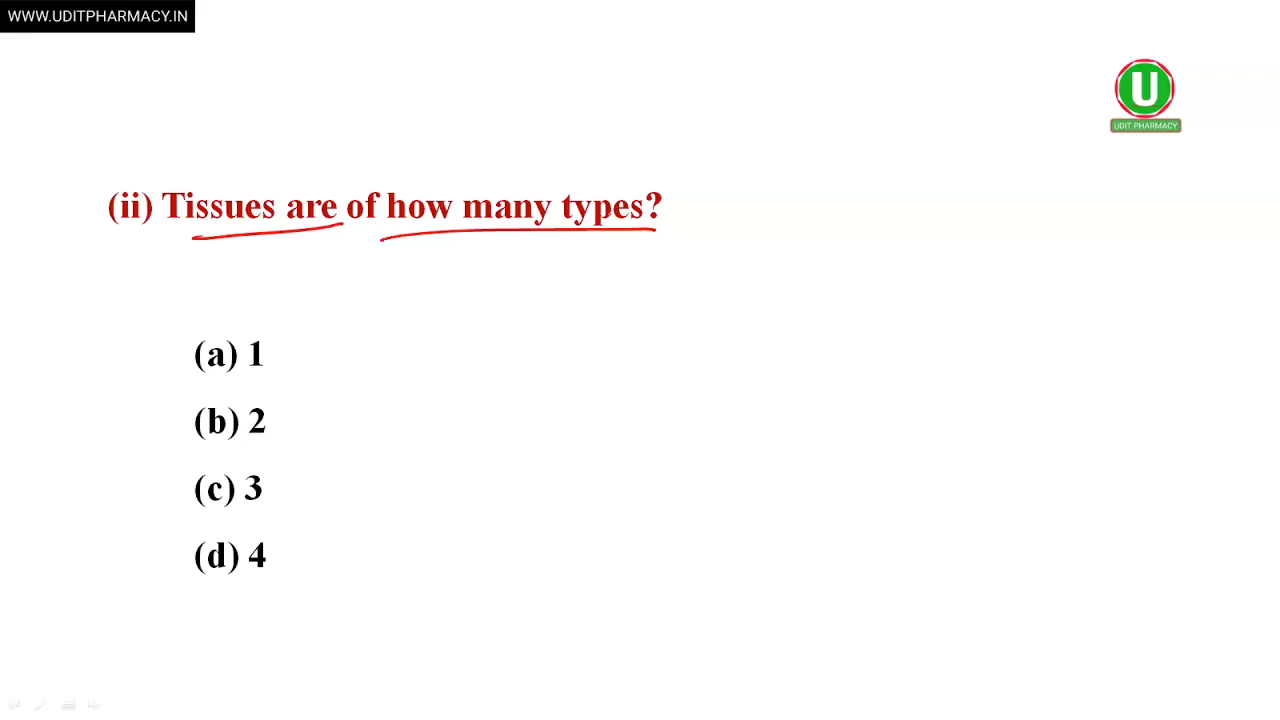 WWW.UDITPHARMACY.IN
U
UDIT PHARMACY
(ii) Tissues are of how many types?
(a) 1
(b) 2
(c) 3
(d) 4